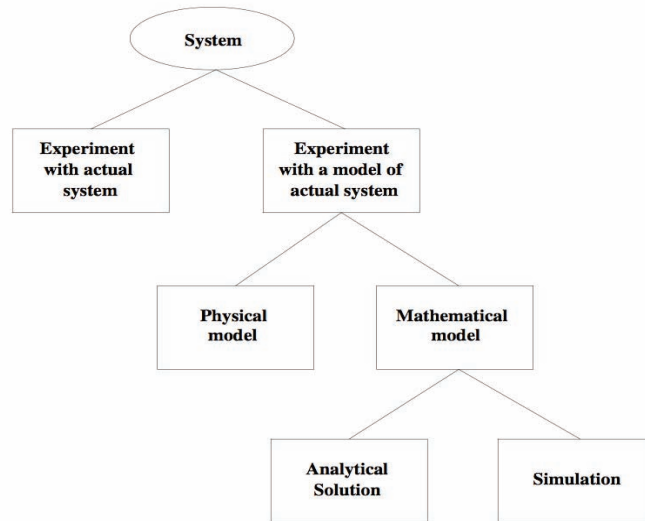 System
Experiment
with actual
system
Experiment
with a model of
actual system
Physical
model
Mathematical
model
Analytical
Solution
Simulation